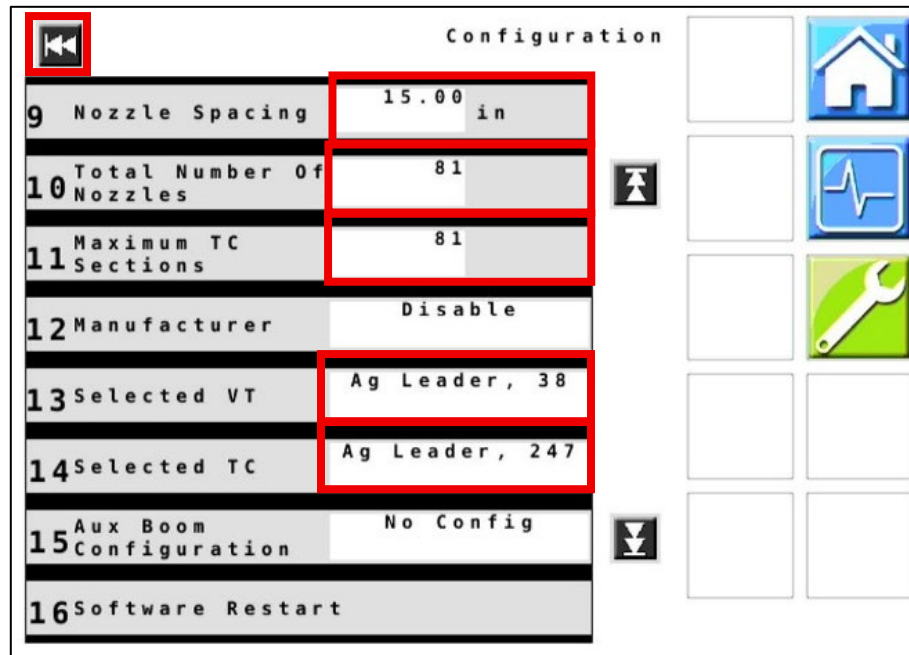 Configuration
9 Nozzle Spacing 15.00 in
10 Total Number Of 81
Nozzles
11 Maximum TC 81
Sections
12 Manufacturer Disable
13 Selected VT Ag Leader, 38
14 Selected TC Ag Leader, 247
15 Aux Boom No Config
Configuration
16 Software Restart